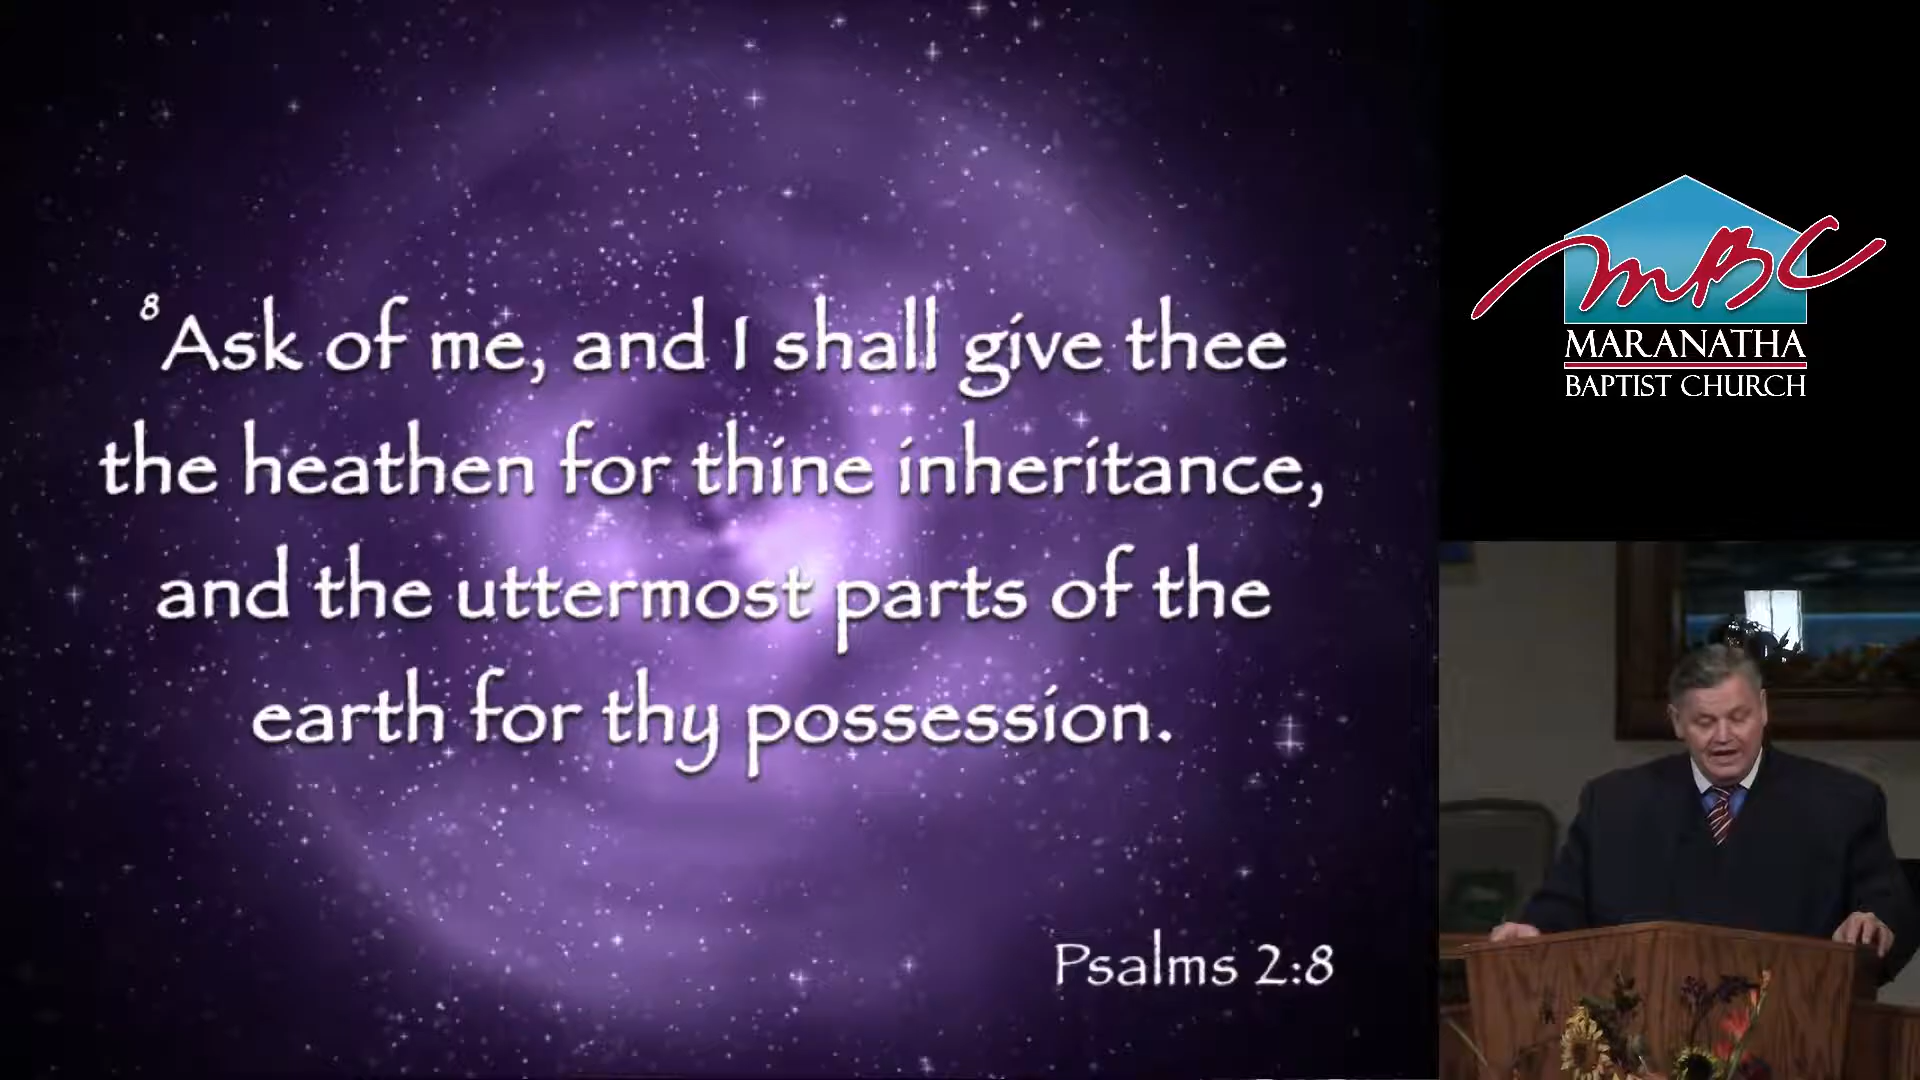 8 Ask of me, and I shall give thee
the heathen for thine inheritance,
and the uttermost parts of the
earth for thy possession.
Psalms 2:8
MBC
MARANATHA
BAPTIST CHURCH